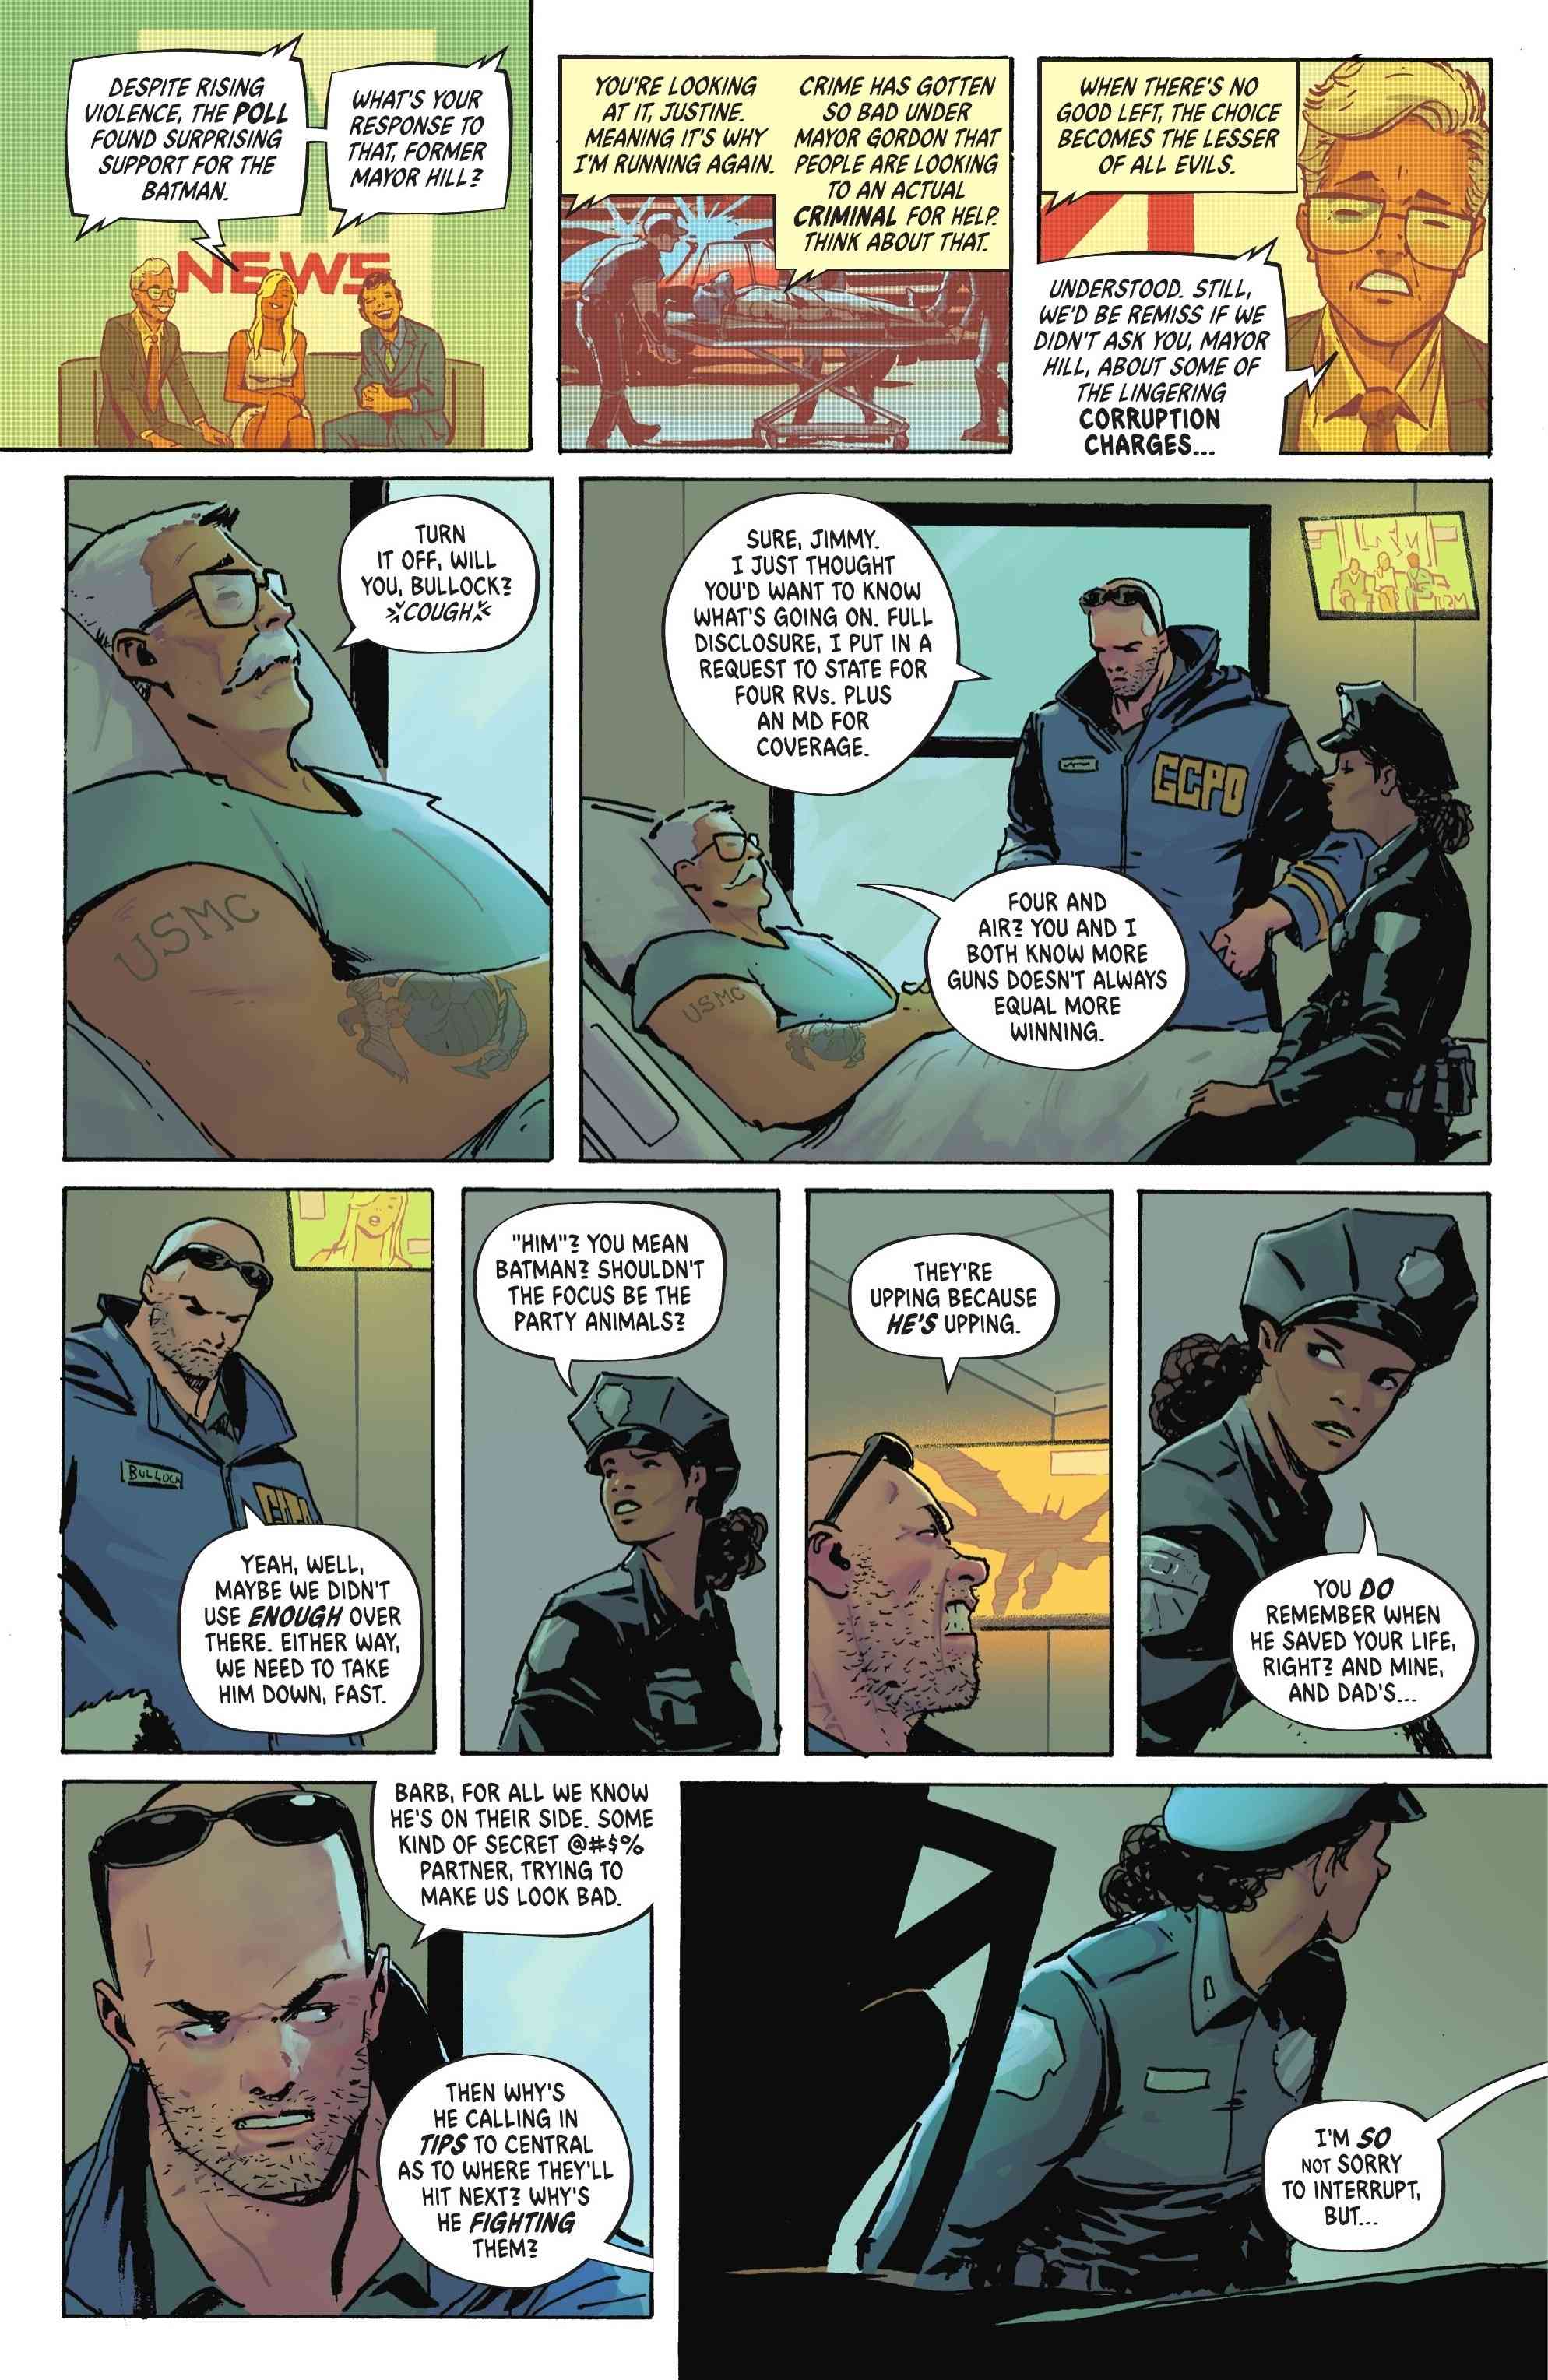 DESPITE RISING
VIOLENCE, THE POLL
FOUND SURPRISING
SUPPORT FOR THE
BATMAN.
WHAT'S YOUR
RESPONSE TO
THAT, FORMER
MAYOR HILL?
NEWS
YOU'RE LOOKING
AT IT, JUSTINE.
MEANING IT'S WHY
I'M RUNNING AGAIN.
CRIME HAS GOTTEN
SO BAD UNDER
MAYOR GORDON THAT
PEOPLE ARE LOOKING
TO AN ACTUAL
CRIMINAL FOR HELP.
THINK ABOUT THAT.
WHEN THERE'S NO
GOOD LEFT, THE CHOICE
BECOMES THE LESSER
OF ALL EVILS.
UNDERSTOOD. STILL,
WE'D BE REMISS IF WE
DIDN'T ASK YOU, MAYOR
HILL, ABOUT SOME OF
THE LINGERING
CORRUPTION
CHARGES...
TURN
IT OFF, WILL
YOU, BULLOCK?
COUGH
USMC
SURE, JIMMY.
I JUST THOUGHT
YOU'D WANT TO KNOW
WHAT'S GOING ON. FULL
DISCLOSURE, I PUT IN A
REQUEST TO STATE FOR
FOUR RVs. PLUS
AN MD FOR
COVERAGE.
GCPD
FOUR AND
AIR? YOU AND I
BOTH KNOW MORE
GUNS DOESN'T ALWAYS
EQUAL MORE
WINNING.
USMC
BULLOCK
GCPD
YEAH, WELL,
MAYBE WE DIDN'T
USE ENOUGH OVER
THERE. EITHER WAY,
WE NEED TO TAKE
HIM DOWN, FAST.
"HIM"? YOU MEAN
BATMAN? SHOULDN'T
THE FOCUS BE THE
PARTY ANIMALS?
THEY'RE
UPPING BECAUSE
HE'S UPPING.
YOU DO
REMEMBER WHEN
HE SAVED YOUR LIFE,
RIGHT? AND MINE,
AND DAD'S...
BARB, FOR ALL WE KNOW
HE'S ON THEIR SIDE. SOME
KIND OF SECRET @#$%
PARTNER, TRYING TO
MAKE US LOOK BAD.
THEN WHY'S
HE CALLING IN
TIPS TO CENTRAL
AS TO WHERE THEY'LL
HIT NEXT? WHY'S
HE FIGHTING
THEM?
I'M SO
NOT SORRY
TO INTERRUPT,
BUT...